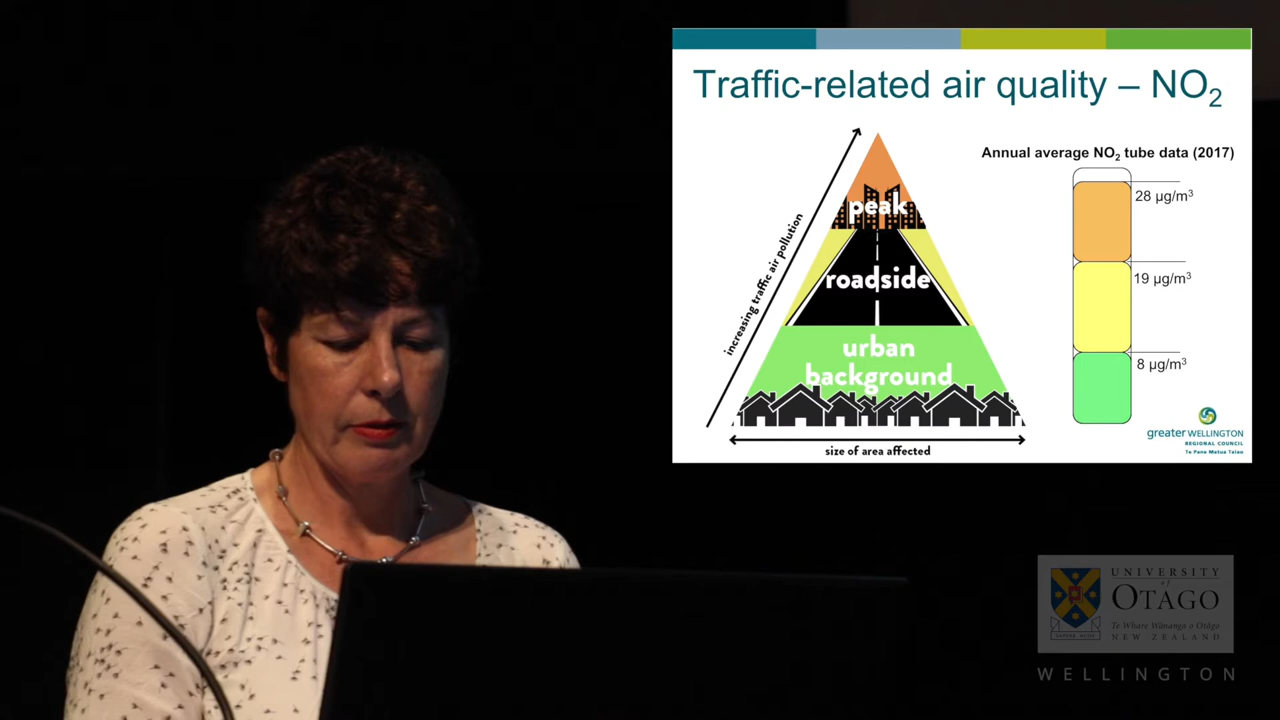 Traffic-related air quality – NO₂
Annual average NO₂ tube data (2017)
increasing traffic air pollution
peak
roadside
urban
background
size of area affected
28 µg/m³
19 µg/m³
8 µg/m³
greater WELLINGTON
REGIONAL COUNCIL
Te Pane Matua Taiao
UNIVERSITY
of
OTAGO
Te Whare Wānanga o Otāgo
NEW ZEALAND
SAPERE AUDE
WELLINGTON